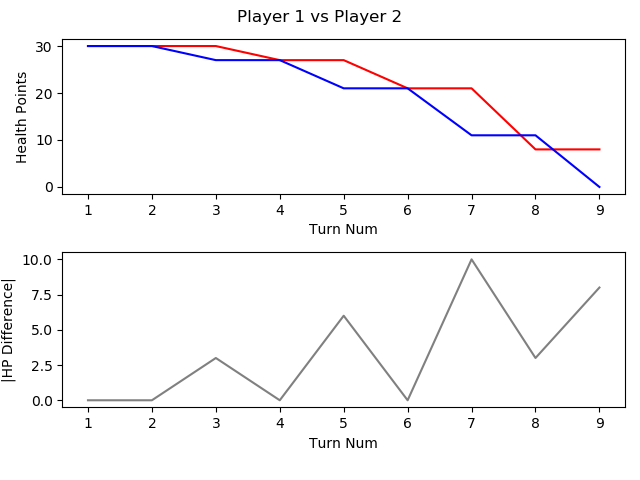 Player 1 vs Player 2
Health Points
30
20
10
0
1 2 3 4 5 6 7 8 9
Turn Num
|HP Difference|
10.0
7.5
5.0
2.5
0.0
1 2 3 4 5 6 7 8 9
Turn Num